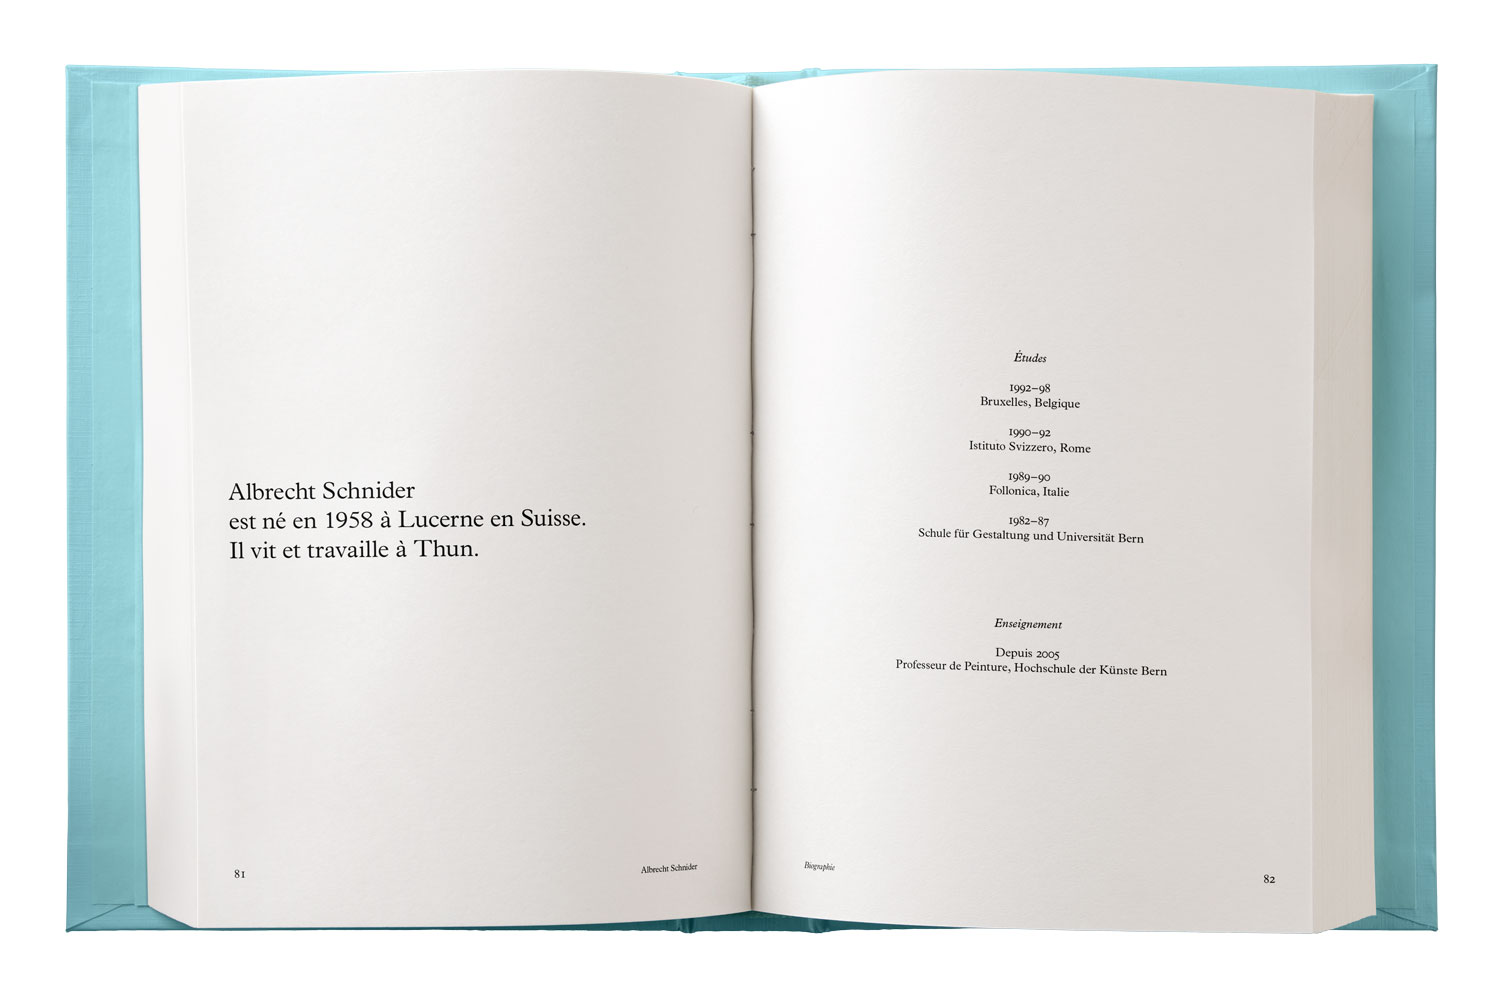 Albrecht Schnider
est né en 1958 à Lucerne en Suisse.
Il vit et travaille à Thun.
81
Albrecht Schnider
Études
1992–98
Bruxelles, Belgique
1990–92
Istituto Svizzero, Rome
1989–90
Follonica, Italie
1982–87
Schule für Gestaltung und Universität Bern
Enseignement
Depuis 2005
Professeur de Peinture, Hochschule der Künste Bern
Biographie
82